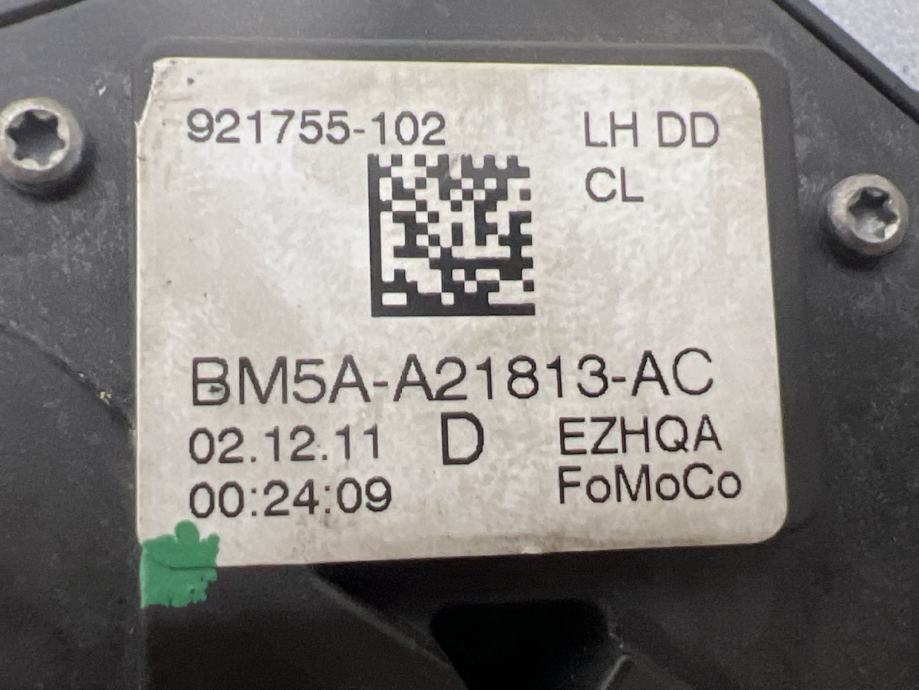 921755-102 LH DD
CL
BM5A-A21813-AC
02.12.11 D EZHQA
00:24:09 FoMoCo